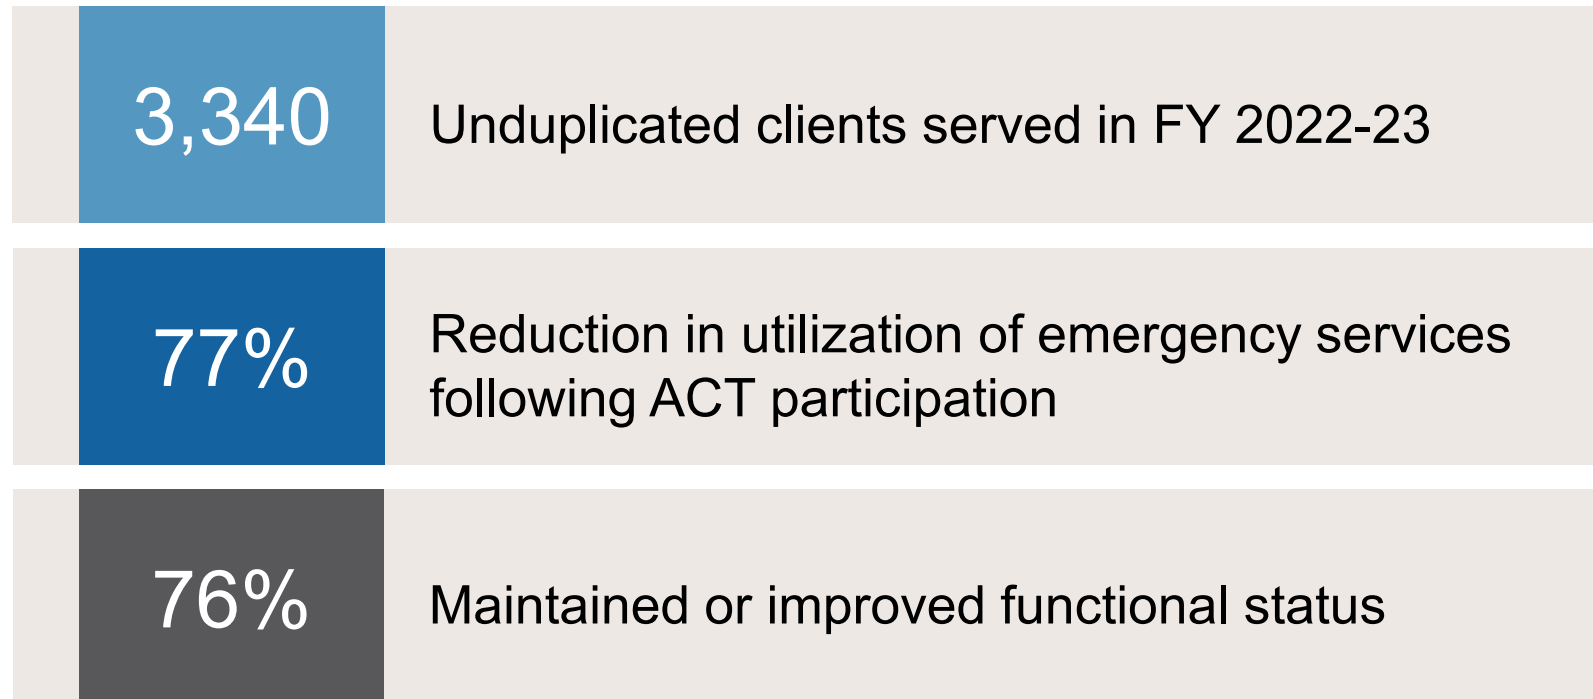 3,340
Unduplicated clients served in FY 2022-23
77%
Reduction in utilization of emergency services
following ACT participation
76%
Maintained or improved functional status